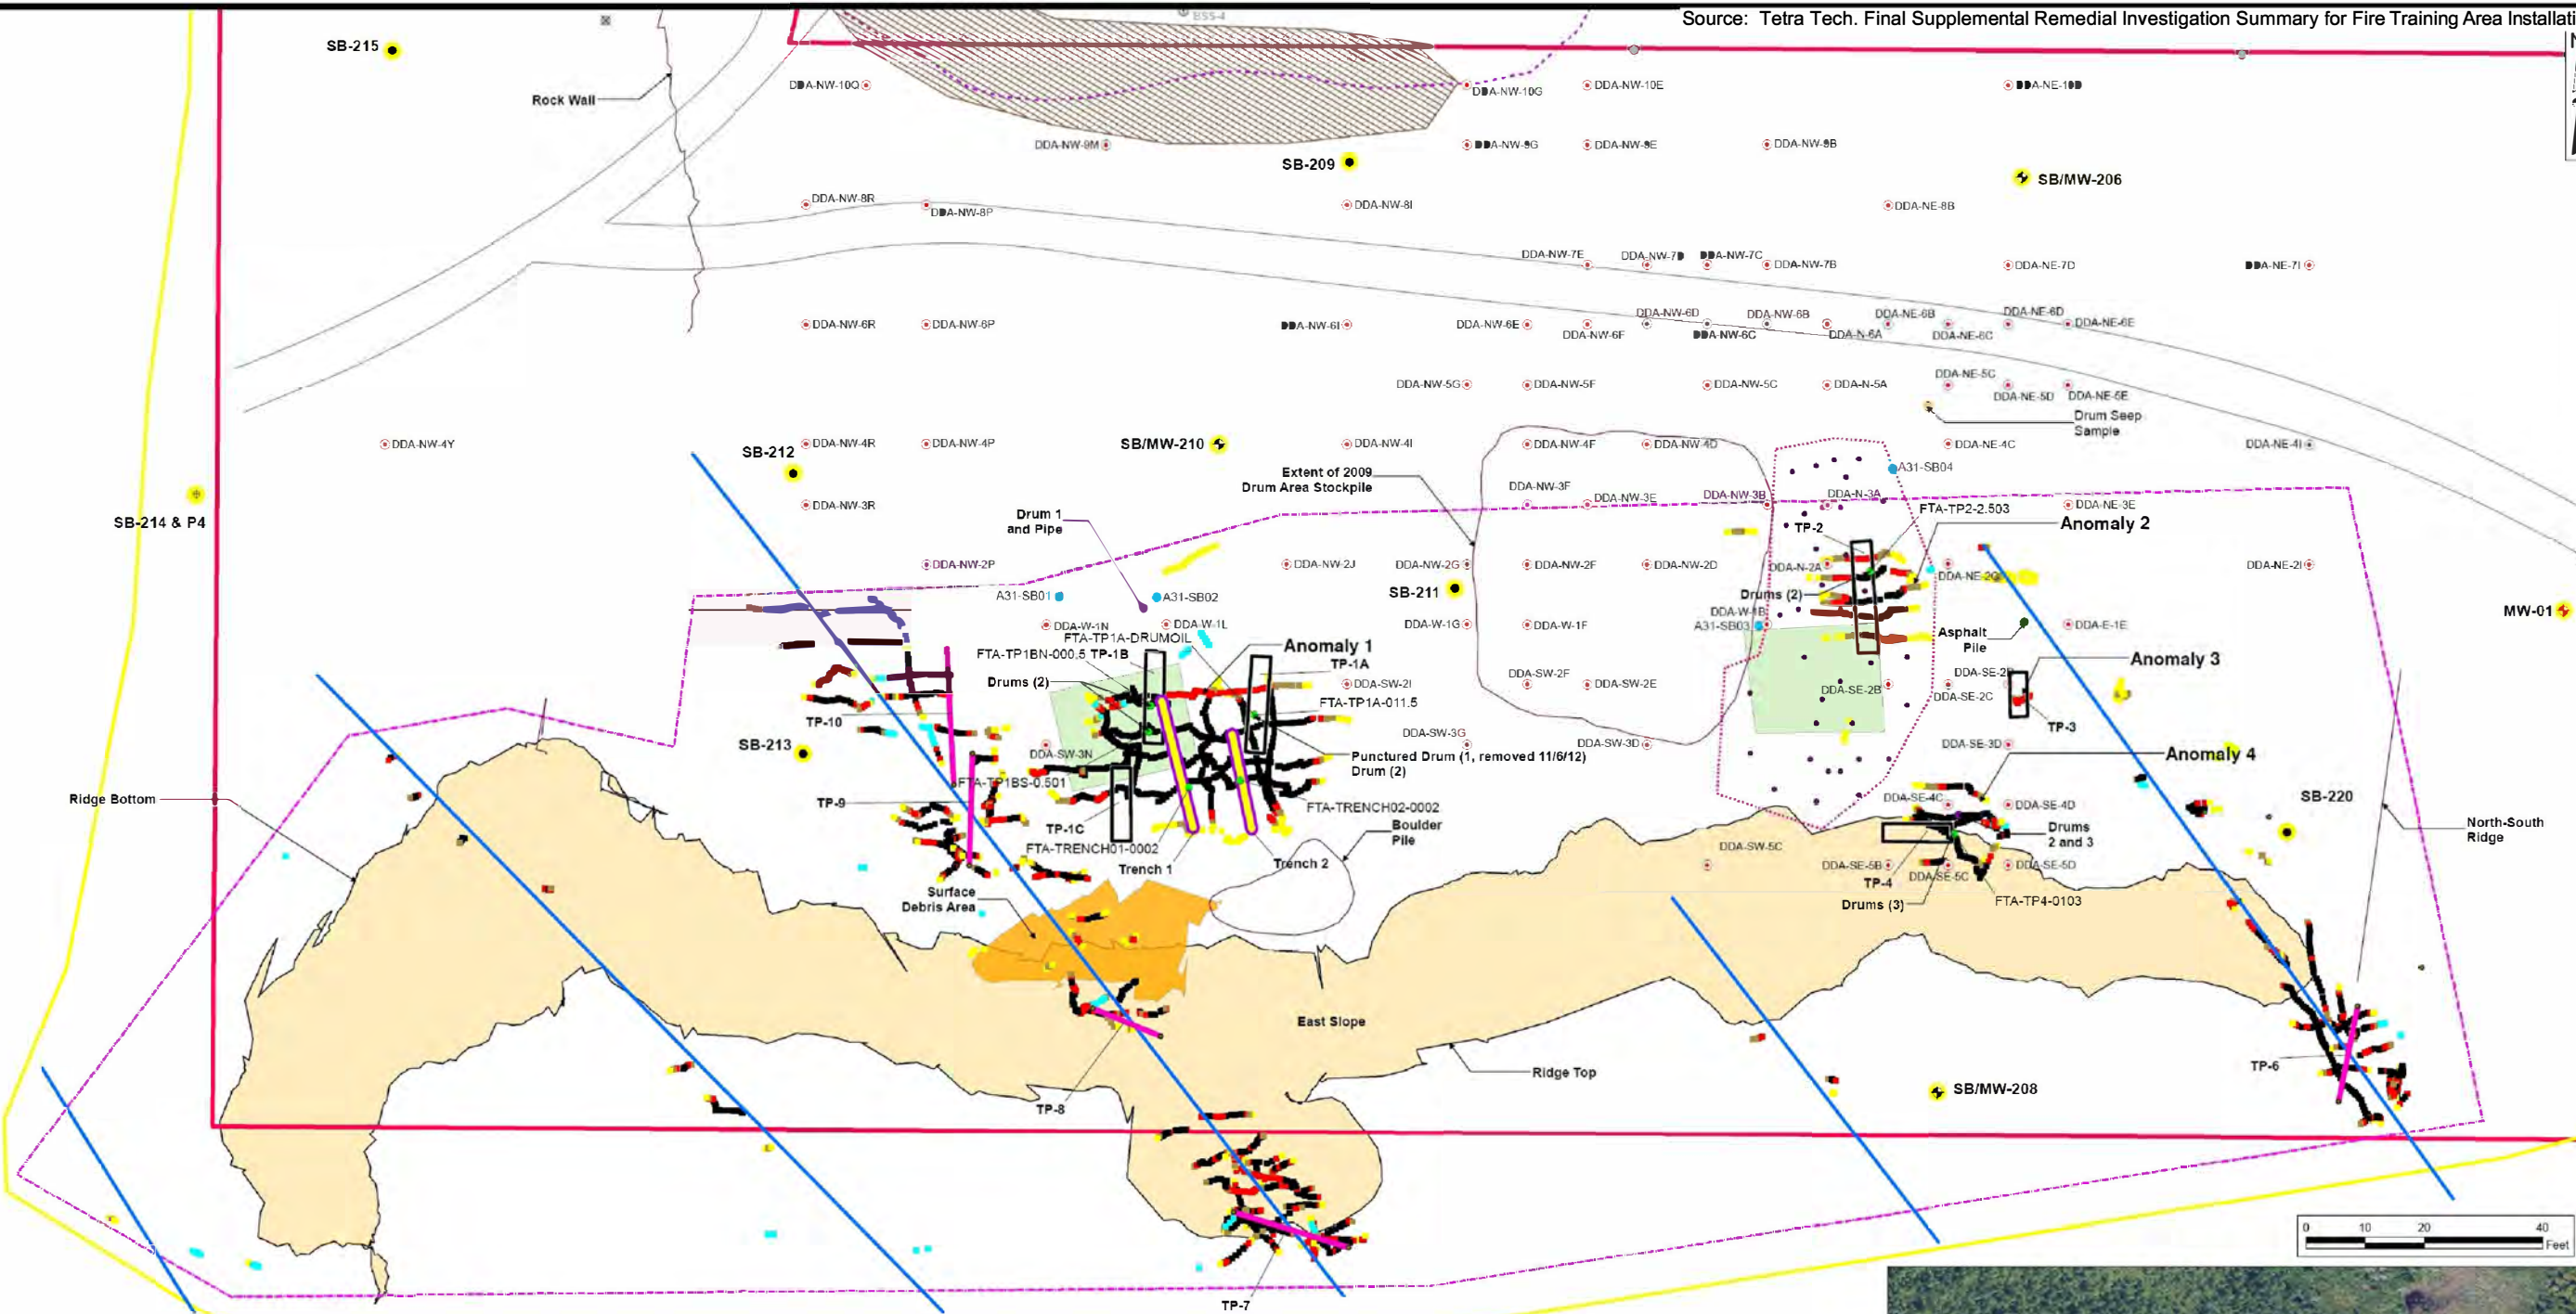 Source: Tetra Tech. Final Supplemental Remedial Investigation Summary for Fire Training Area Installati
BSS-4
SB-215
Rock Wall
DDA-NW-10Q
DDA-NW-10G
DDA-NW-10E
DDA-NE-10D
DDA-NW-9M
SB-209
DDA-NW-9G
DDA-NW-9E
DDA-NW-9B
SB/MW-206
DDA-NW-8R
DDA-NW-8P
DDA-NW-8I
DDA-NE-8B
DDA-NW-7E
DDA-NW-7D
DDA-NW-7C
DDA-NW-7B
DDA-NE-7D
DDA-NE-7I
DDA-NW-6R
DDA-NW-6P
DDA-NW-6I
DDA-NW-6E
DDA-NW-6F
DDA-NW-6D
DDA-NW-6C
DDA-NW-6B
DDA-N-6A
DDA-NE-6B
DDA-NE-6C
DDA-NE-6D
DDA-NE-6E
DDA-NW-5G
DDA-NW-5F
DDA-NW-5C
DDA-N-5A
DDA-NE-5C
DDA-NE-5D
DDA-NE-5E
Drum Seep
Sample
DDA-NW-4Y
SB-212
DDA-NW-4R
DDA-NW-4P
SB/MW-210
DDA-NW-4I
DDA-NW-4F
DDA-NW-4D
DDA-NE-4C
DDA-NE-4I
Extent of 2009
Drum Area Stockpile
A31-SB04
SB-214 & P4
DDA-NW-3R
Drum 1
and Pipe
DDA-NW-3F
DDA-NW-3E
DDA-NW-3B
DDA-N-3A
FTA-TP2-2.503
DDA-NE-3E
TP-2
Anomaly 2
DDA-NW-2P
DDA-NW-2J
DDA-NW-2G
DDA-NW-2F
DDA-NW-2D
DDA-N-2A
DDA-NE-2C
DDA-NE-2I
A31-SB01
A31-SB02
SB-211
Drums (2)
MW-01
DDA-W-1N
DDA-W-1L
DDA-W-1G
DDA-W-1F
DDA-W-1B
A31-SB03
Asphalt
Pile
DDA-E-1E
FTA-TP1A-DRUMOIL
FTA-TP1BN-000.5 TP-1B
Anomaly 1
TP-1A
Drums (2)
DDA-SW-2I
DDA-SW-2F
DDA-SW-2E
DDA-SE-2B
DDA-SE-2C
Anomaly 3
TP-3
FTA-TP1A-011.5
TP-10
SB-213
DDA-SW-3N
DDA-SW-3G
DDA-SW-3D
DDA-SE-3D
Anomaly 4
Punctured Drum (1, removed 11/6/12)
Drum (2)
FTA-TP1BS-0.501
Ridge Bottom
TP-9
TP-1C
FTA-TRENCH02-0002
FTA-TRENCH01-0002
Boulder
Pile
Trench 1
Trench 2
DDA-SE-4C
DDA-SE-4D
SB-220
Drums
2 and 3
North-South
Ridge
DDA-SW-5C
DDA-SE-5B
DDA-SE-5C
DDA-SE-5D
TP-4
Drums (3)
FTA-TP4-0103
Surface
Debris Area
East Slope
Ridge Top
TP-6
TP-8
SB/MW-208
TP-7
0 10 20 40
Feet